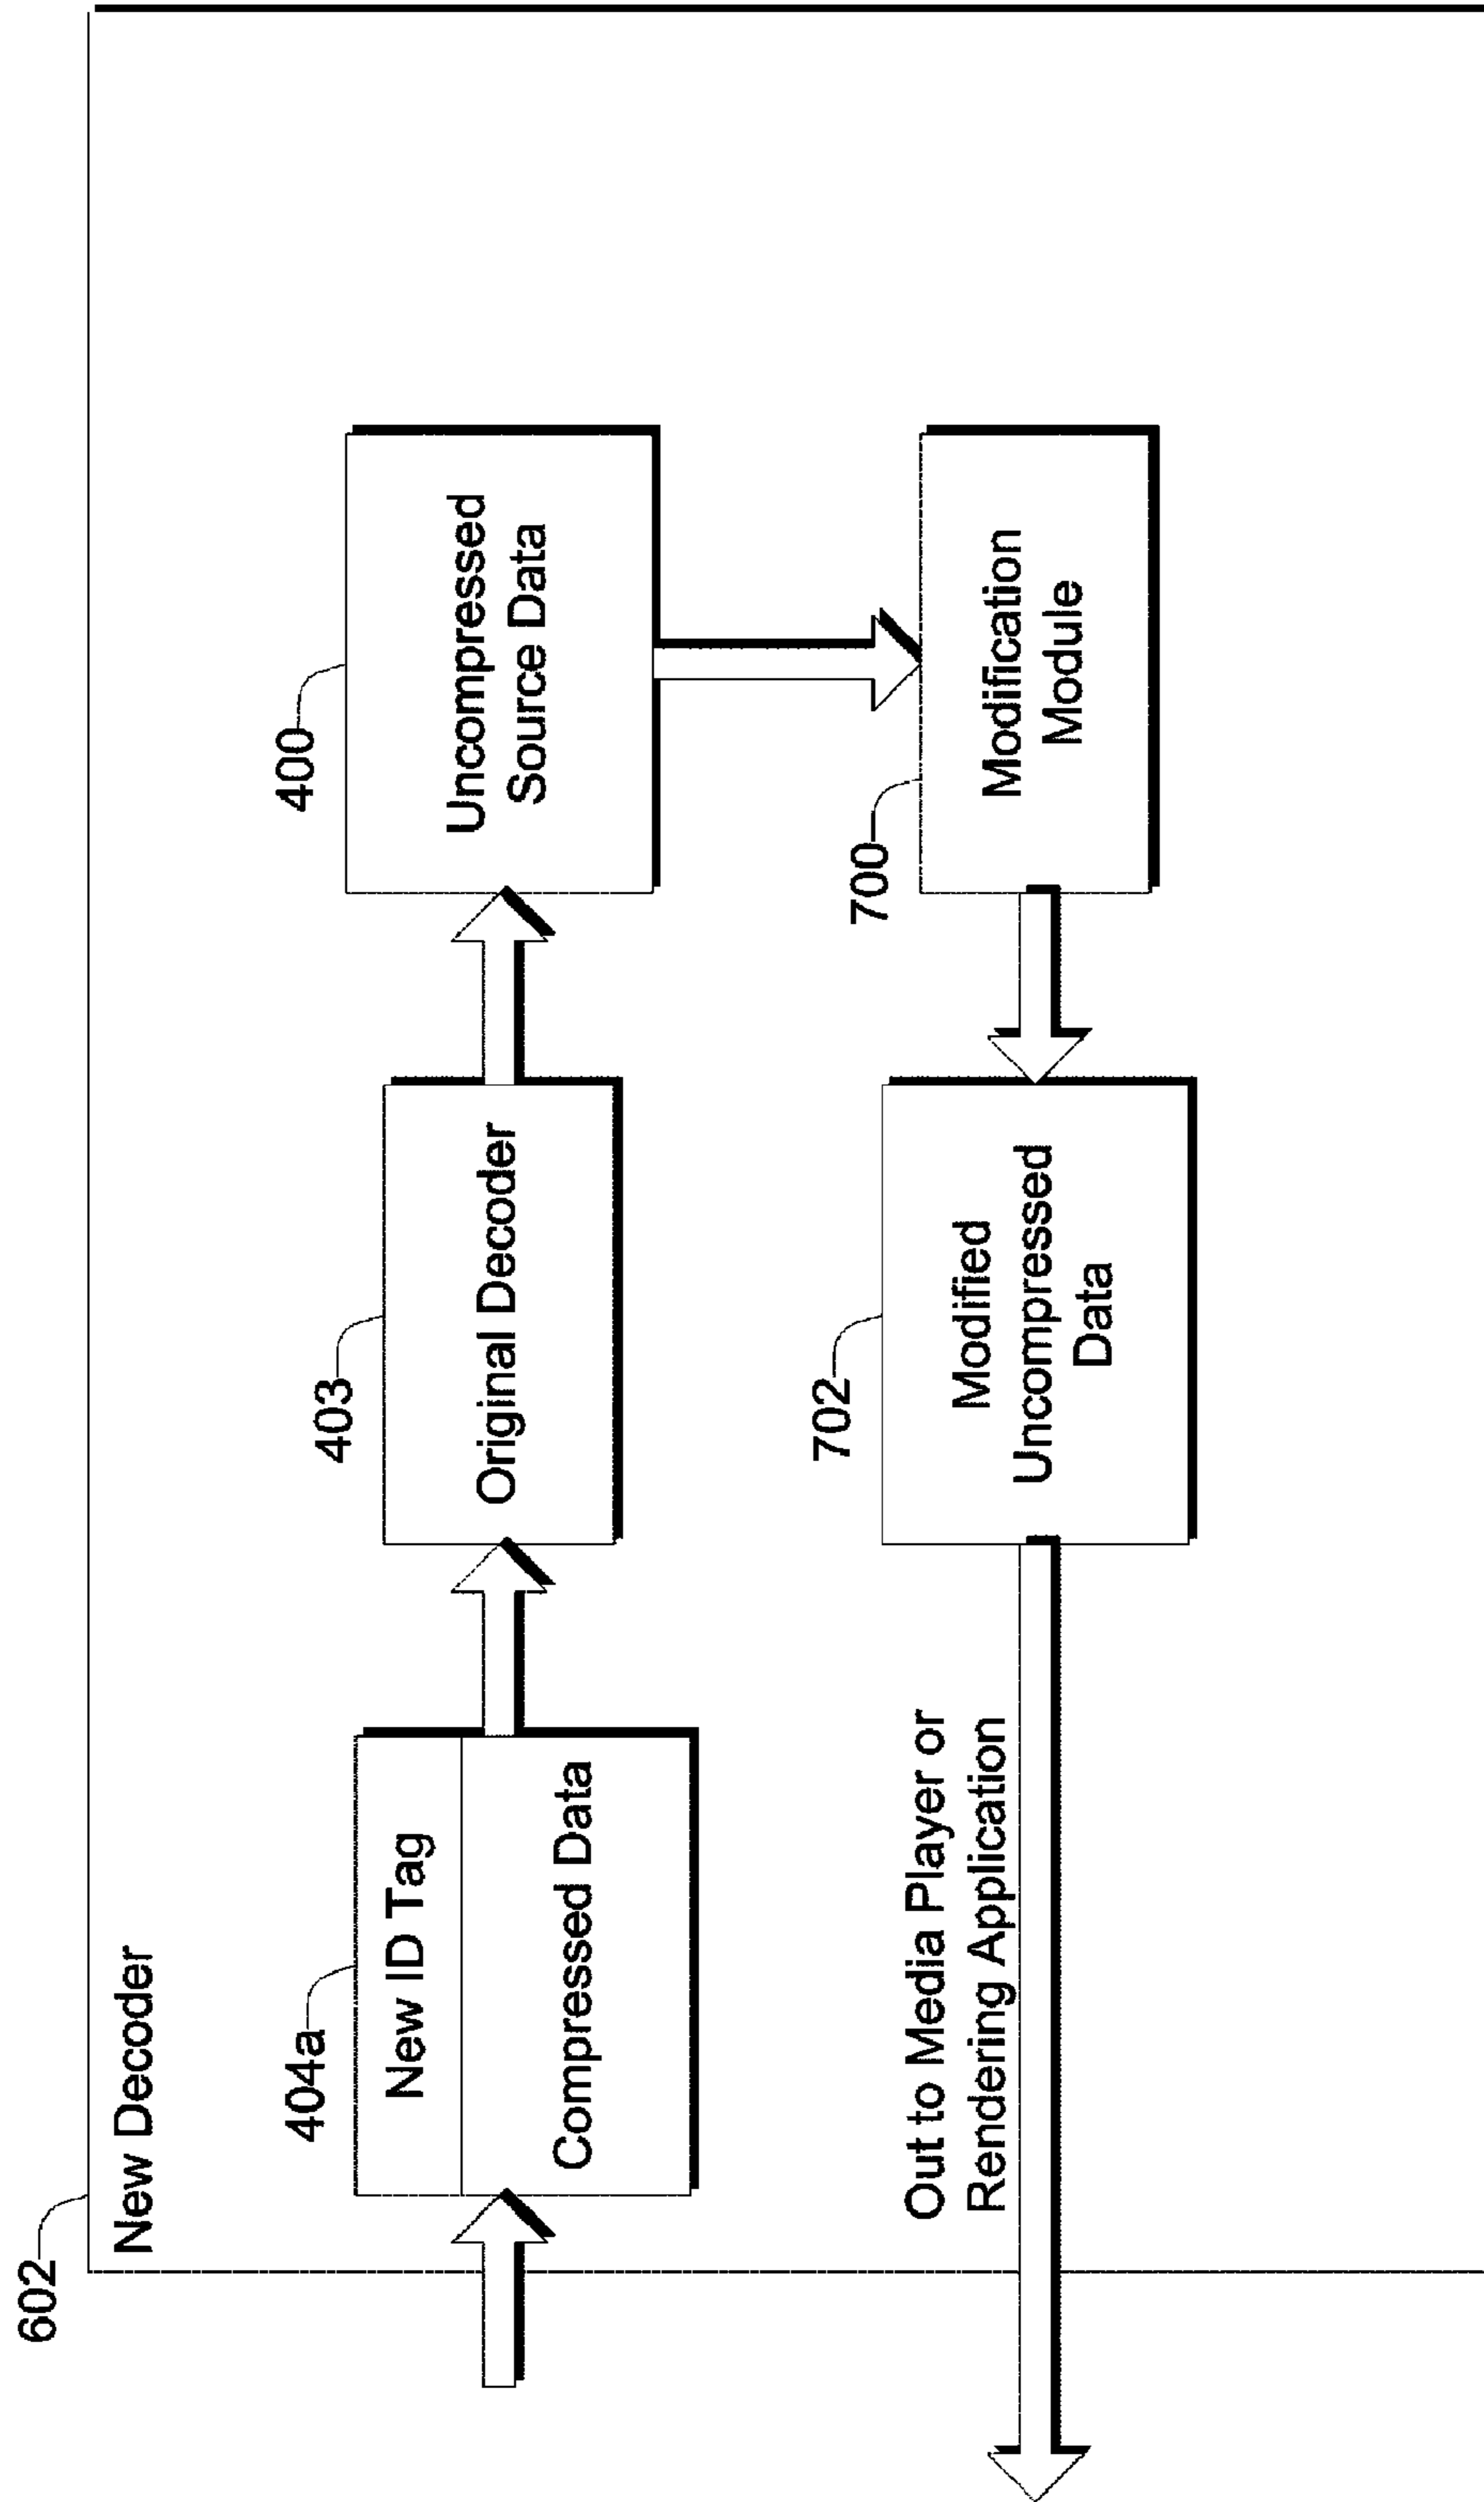 602
New Decoder
404a
New ID Tag
Compressed Data
403
Original Decoder
400
Uncompressed
Source Data
700
Modification
Module
702
Modified
Uncompressed
Data
Out to Media Player or
Rendering Application